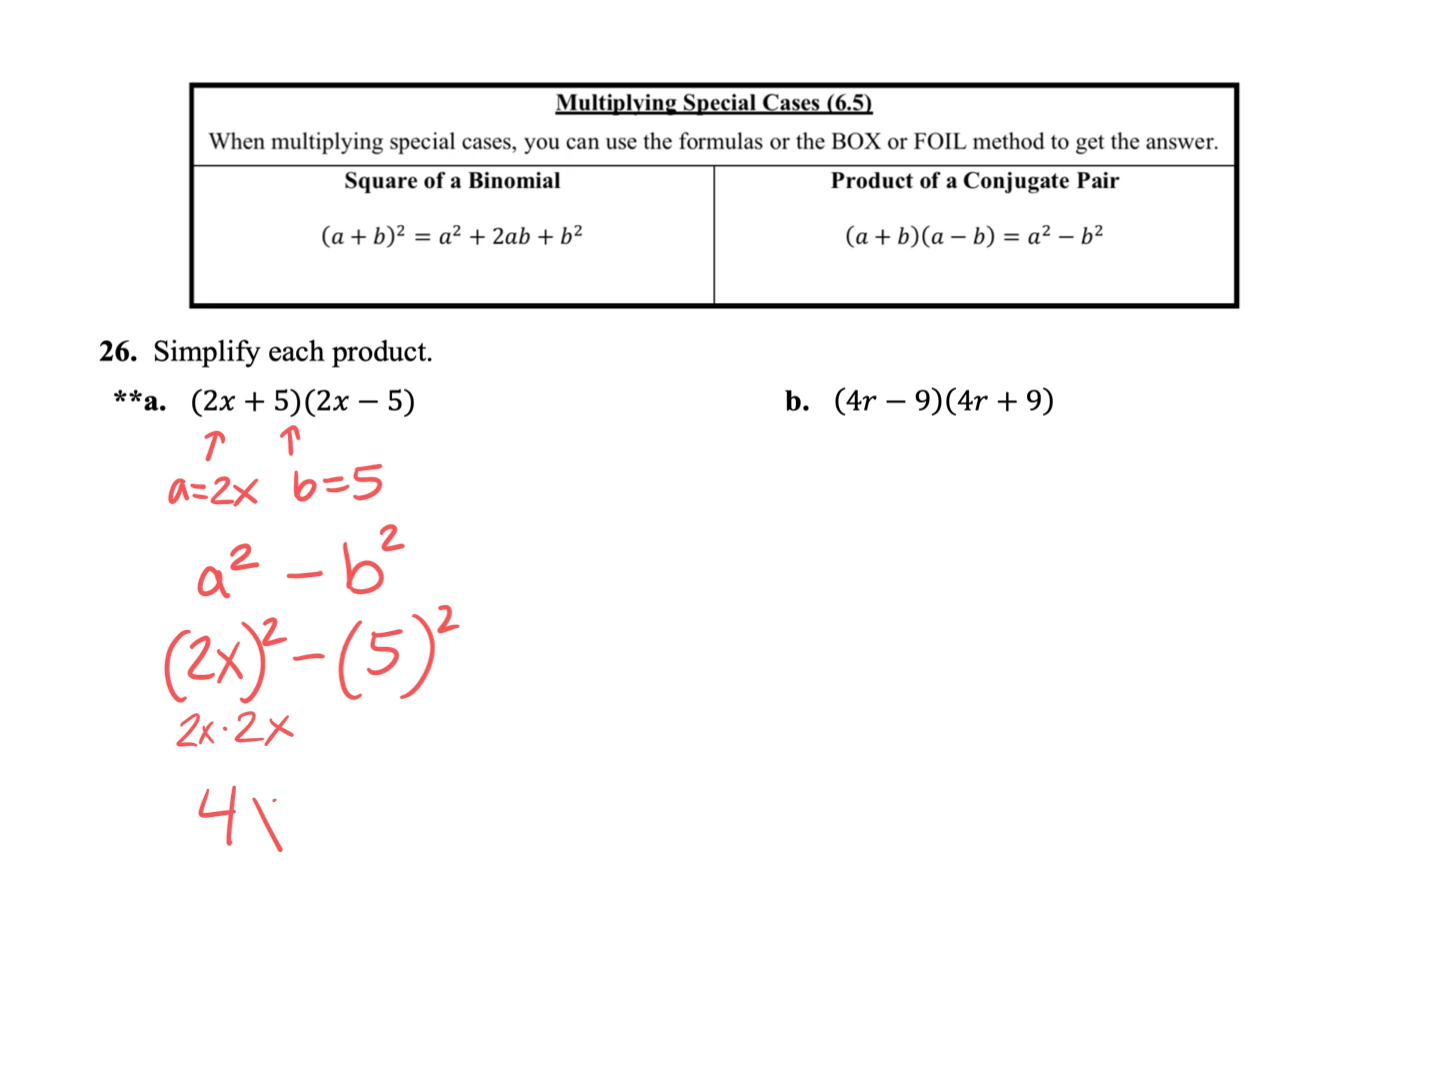 Multiplying Special Cases (6.5)
When multiplying special cases, you can use the formulas or the BOX or FOIL method to get the answer.
Square of a Binomial
(a + b)² = a² + 2ab + b²
Product of a Conjugate Pair
(a + b)(a − b) = a² − b²
26. Simplify each product.
**a. (2x + 5)(2x − 5)
b. (4r − 9)(4r + 9)
↑ ↑
a=2x b=5
a² − b²
(2x)² − (5)²
2x·2x
4